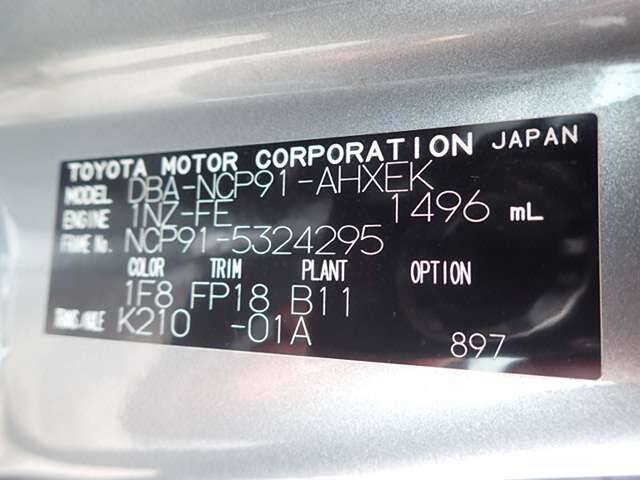 TOYOTA MOTOR CORPORATION JAPAN
MODEL DBA-NCP91-AHXEK
ENGINE 1NZ-FE 1496 mL
FRAME No. NCP91-5324295
COLOR TRIM PLANT OPTION
1F8 FP18 B11
TRANS/AXLE K210 -01A
897